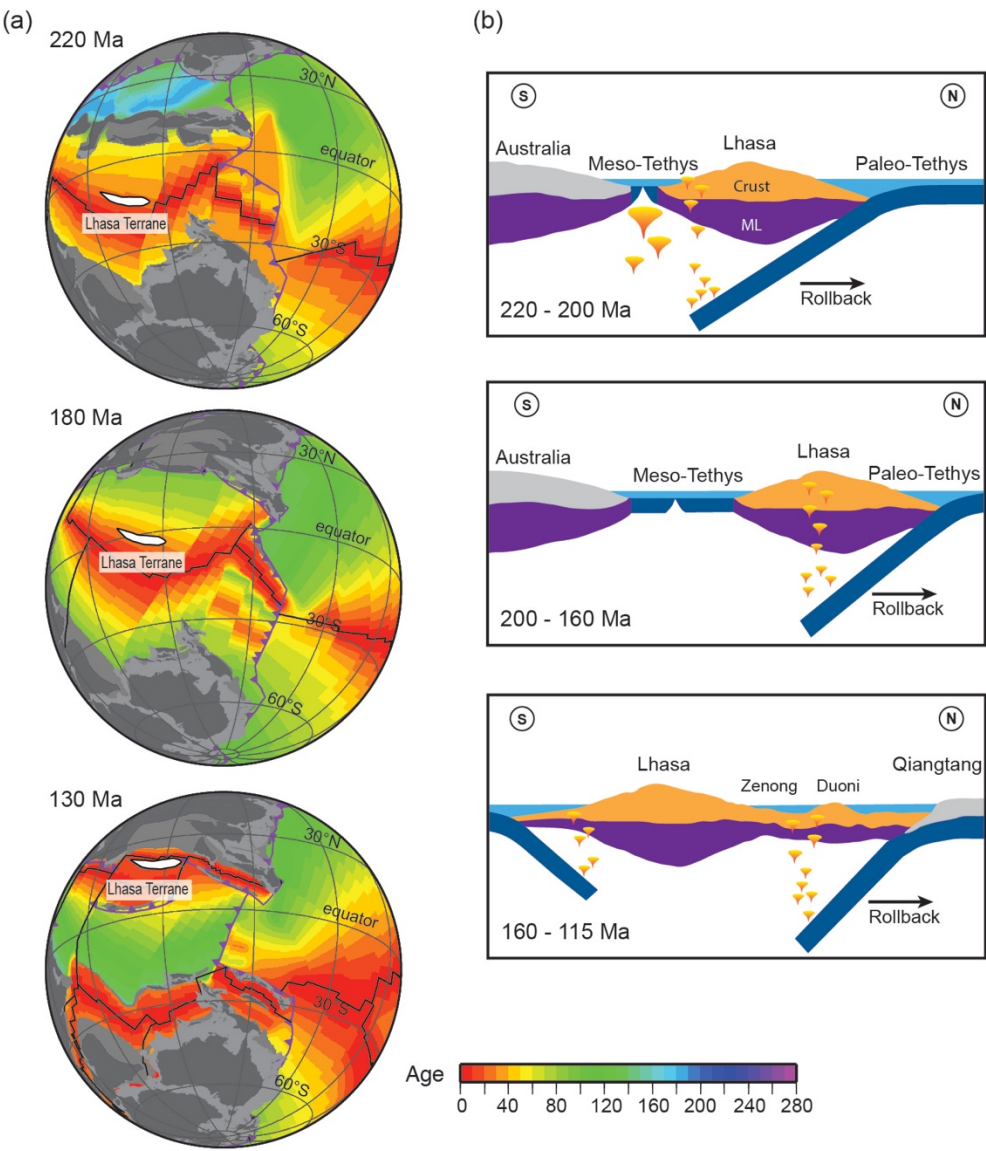 (a)
220 Ma
30°N
equator
Lhasa Terrane
30°S
60°S
180 Ma
30°N
equator
Lhasa Terrane
30°S
60°S
130 Ma
30°N
Lhasa Terrane
equator
30°S
60°S
(b)
S N
Lhasa
Australia Meso-Tethys Paleo-Tethys
Crust
ML
Rollback
220 - 200 Ma
S N
Lhasa
Australia Meso-Tethys Paleo-Tethys
Rollback
200 - 160 Ma
S N
Lhasa Qiangtang
Zenong Duoni
Rollback
160 - 115 Ma
Age
0 40 80 120 160 200 240 280